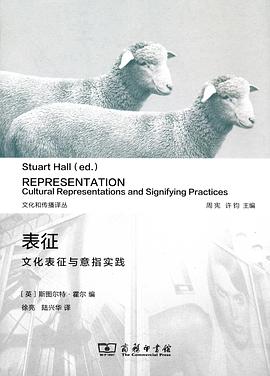 Stuart Hall (ed.)
REPRESENTATION
Cultural Representations and Signifying Practices
文化和传播译丛
周宪 许钧 主编
表征
文化表征与意指实践
[英] 斯图尔特·霍尔 编
徐亮 陆兴华 译
商务印书馆
The Commercial Press